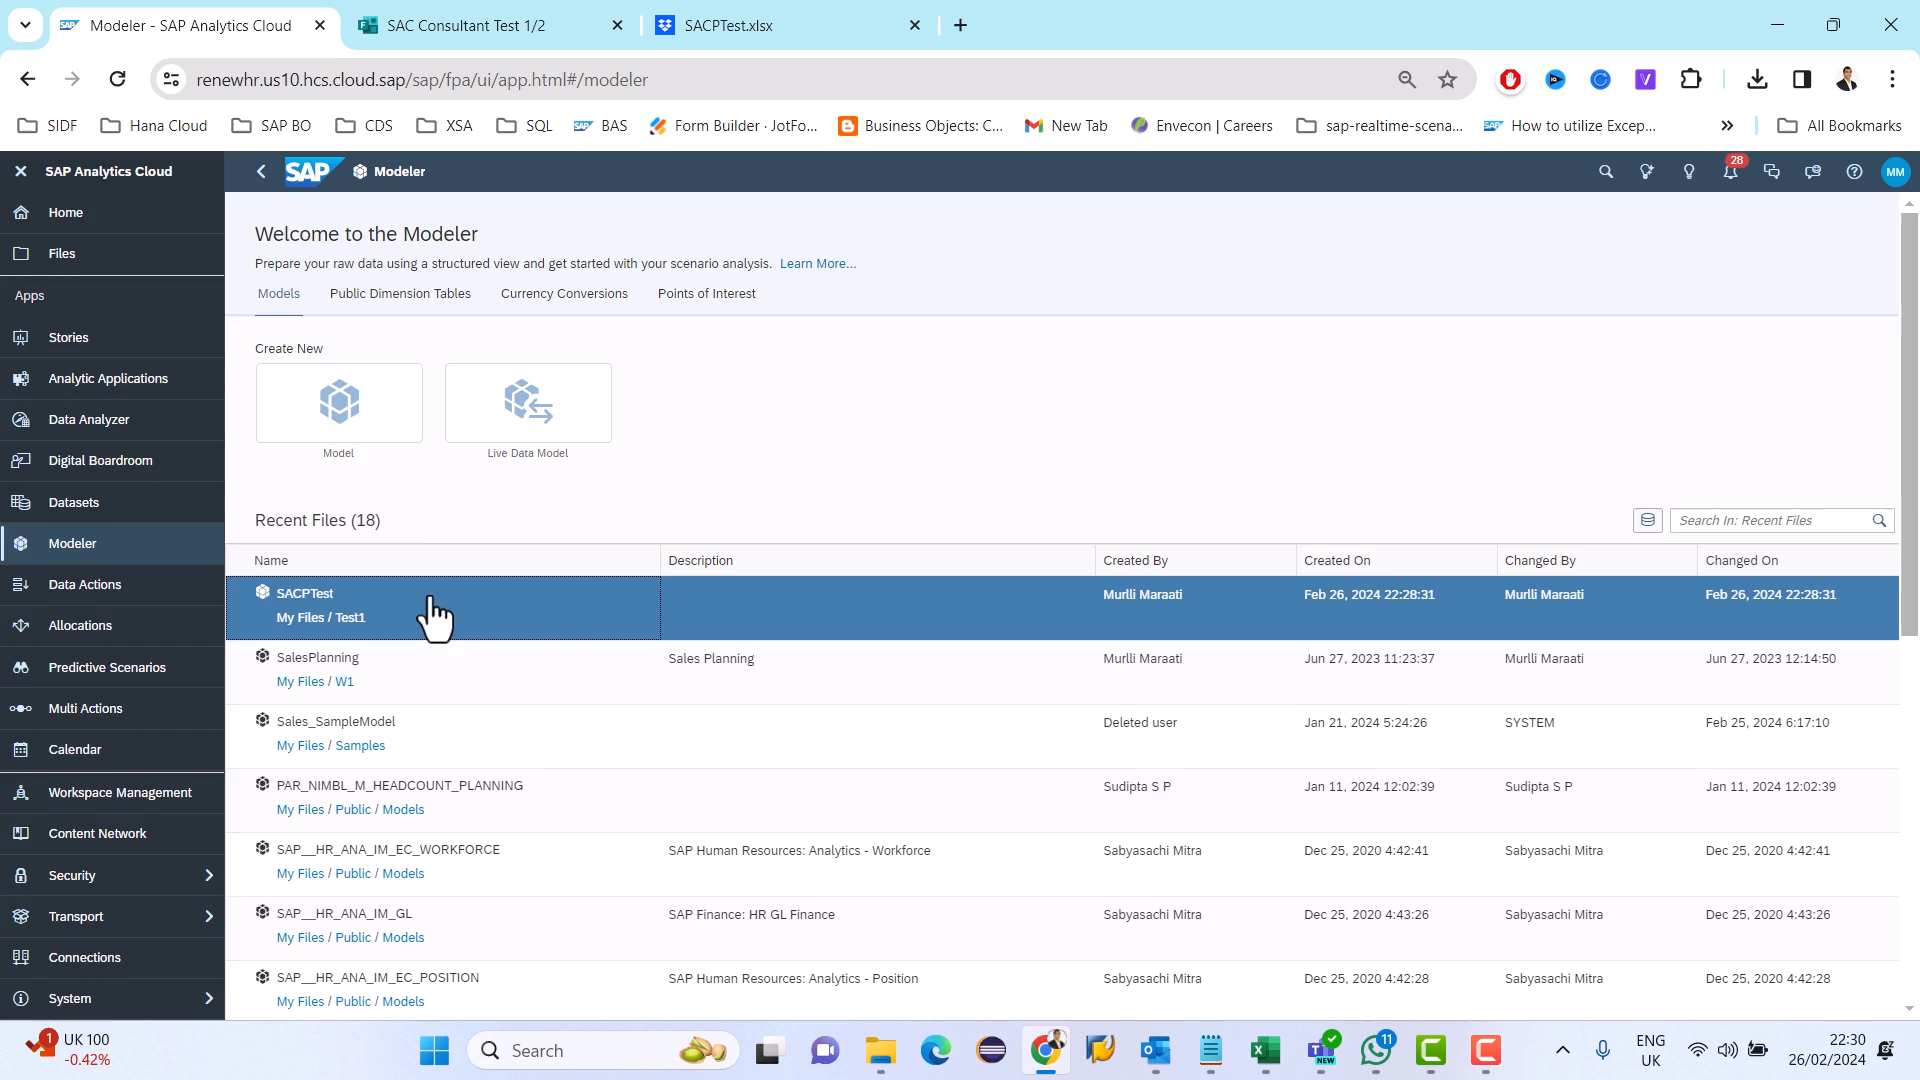 Modeler - SAP Analytics Cloud
SAC Consultant Test 1/2
SACPTest.xlsx
renewhr.us10.hcs.cloud.sap/sap/fpa/ui/app.html#/modeler
SIDF
Hana Cloud
SAP BO
CDS
XSA
SQL
BAS
Form Builder · JotFo...
Business Objects: C...
New Tab
Envecon | Careers
sap-realtime-scena...
How to utilize Excep...
All Bookmarks
SAP Analytics Cloud
SAP
Modeler
28
MM
Home
Files
Apps
Stories
Analytic Applications
Data Analyzer
Digital Boardroom
Datasets
Modeler
Data Actions
Allocations
Predictive Scenarios
Multi Actions
Calendar
Workspace Management
Content Network
Security
Transport
Connections
System
Welcome to the Modeler
Prepare your raw data using a structured view and get started with your scenario analysis. Learn More...
Models Public Dimension Tables Currency Conversions Points of Interest
Create New
Model
Live Data Model
Recent Files (18)
Search In: Recent Files
Name Description Created By Created On Changed By Changed On
SACPTest Murlli Maraati Feb 26, 2024 22:28:31 Murlli Maraati Feb 26, 2024 22:28:31
My Files / Test1
SalesPlanning Sales Planning Murlli Maraati Jun 27, 2023 11:23:37 Murlli Maraati Jun 27, 2023 12:14:50
My Files / W1
Sales_SampleModel Deleted user Jan 21, 2024 5:24:26 SYSTEM Feb 25, 2024 6:17:10
My Files / Samples
PAR_NIMBL_M_HEADCOUNT_PLANNING Sudipta S P Jan 11, 2024 12:02:39 Sudipta S P Jan 11, 2024 12:02:39
My Files / Public / Models
SAP__HR_ANA_IM_EC_WORKFORCE SAP Human Resources: Analytics - Workforce Sabyasachi Mitra Dec 25, 2020 4:42:41 Sabyasachi Mitra Dec 25, 2020 4:42:41
My Files / Public / Models
SAP__HR_ANA_IM_GL SAP Finance: HR GL Finance Sabyasachi Mitra Dec 25, 2020 4:43:26 Sabyasachi Mitra Dec 25, 2020 4:43:26
My Files / Public / Models
SAP__HR_ANA_IM_EC_POSITION SAP Human Resources: Analytics - Position Sabyasachi Mitra Dec 25, 2020 4:42:28 Sabyasachi Mitra Dec 25, 2020 4:42:28
My Files / Public / Models
1
UK 100
-0.42%
Search
NEW
11
ENG
UK
22:30
26/02/2024